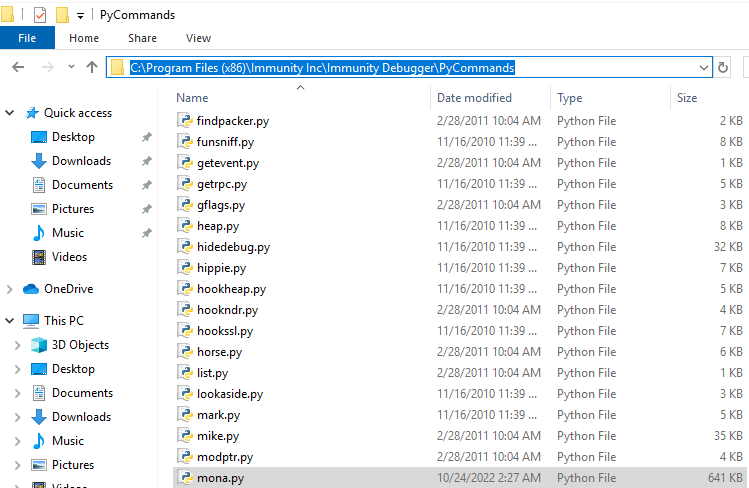 PyCommands
File Home Share View
C:\Program Files (x86)\Immunity Inc\Immunity Debugger\PyCommands
Quick access
Desktop
Downloads
Documents
Pictures
Music
Videos
OneDrive
This PC
3D Objects
Desktop
Documents
Downloads
Music
Pictures
Videos
Name Date modified Type Size
findpacker.py 2/28/2011 10:04 AM Python File 2 KB
funsniff.py 11/16/2010 11:39 ... Python File 8 KB
getevent.py 2/28/2011 10:04 AM Python File 1 KB
getrpc.py 11/16/2010 11:39 ... Python File 5 KB
gflags.py 2/28/2011 10:04 AM Python File 3 KB
heap.py 11/16/2010 11:39 ... Python File 8 KB
hidedebug.py 11/16/2010 11:39 ... Python File 32 KB
hippie.py 11/16/2010 11:39 ... Python File 7 KB
hookheap.py 11/16/2010 11:39 ... Python File 5 KB
hookndr.py 2/28/2011 10:04 AM Python File 4 KB
hookssl.py 11/16/2010 11:39 ... Python File 7 KB
horse.py 2/28/2011 10:04 AM Python File 6 KB
list.py 2/28/2011 10:04 AM Python File 1 KB
lookaside.py 11/16/2010 11:39 ... Python File 3 KB
mark.py 11/16/2010 11:39 ... Python File 5 KB
mike.py 2/28/2011 10:04 AM Python File 35 KB
modptr.py 2/28/2011 10:04 AM Python File 4 KB
mona.py 10/24/2022 2:27 AM Python File 641 KB